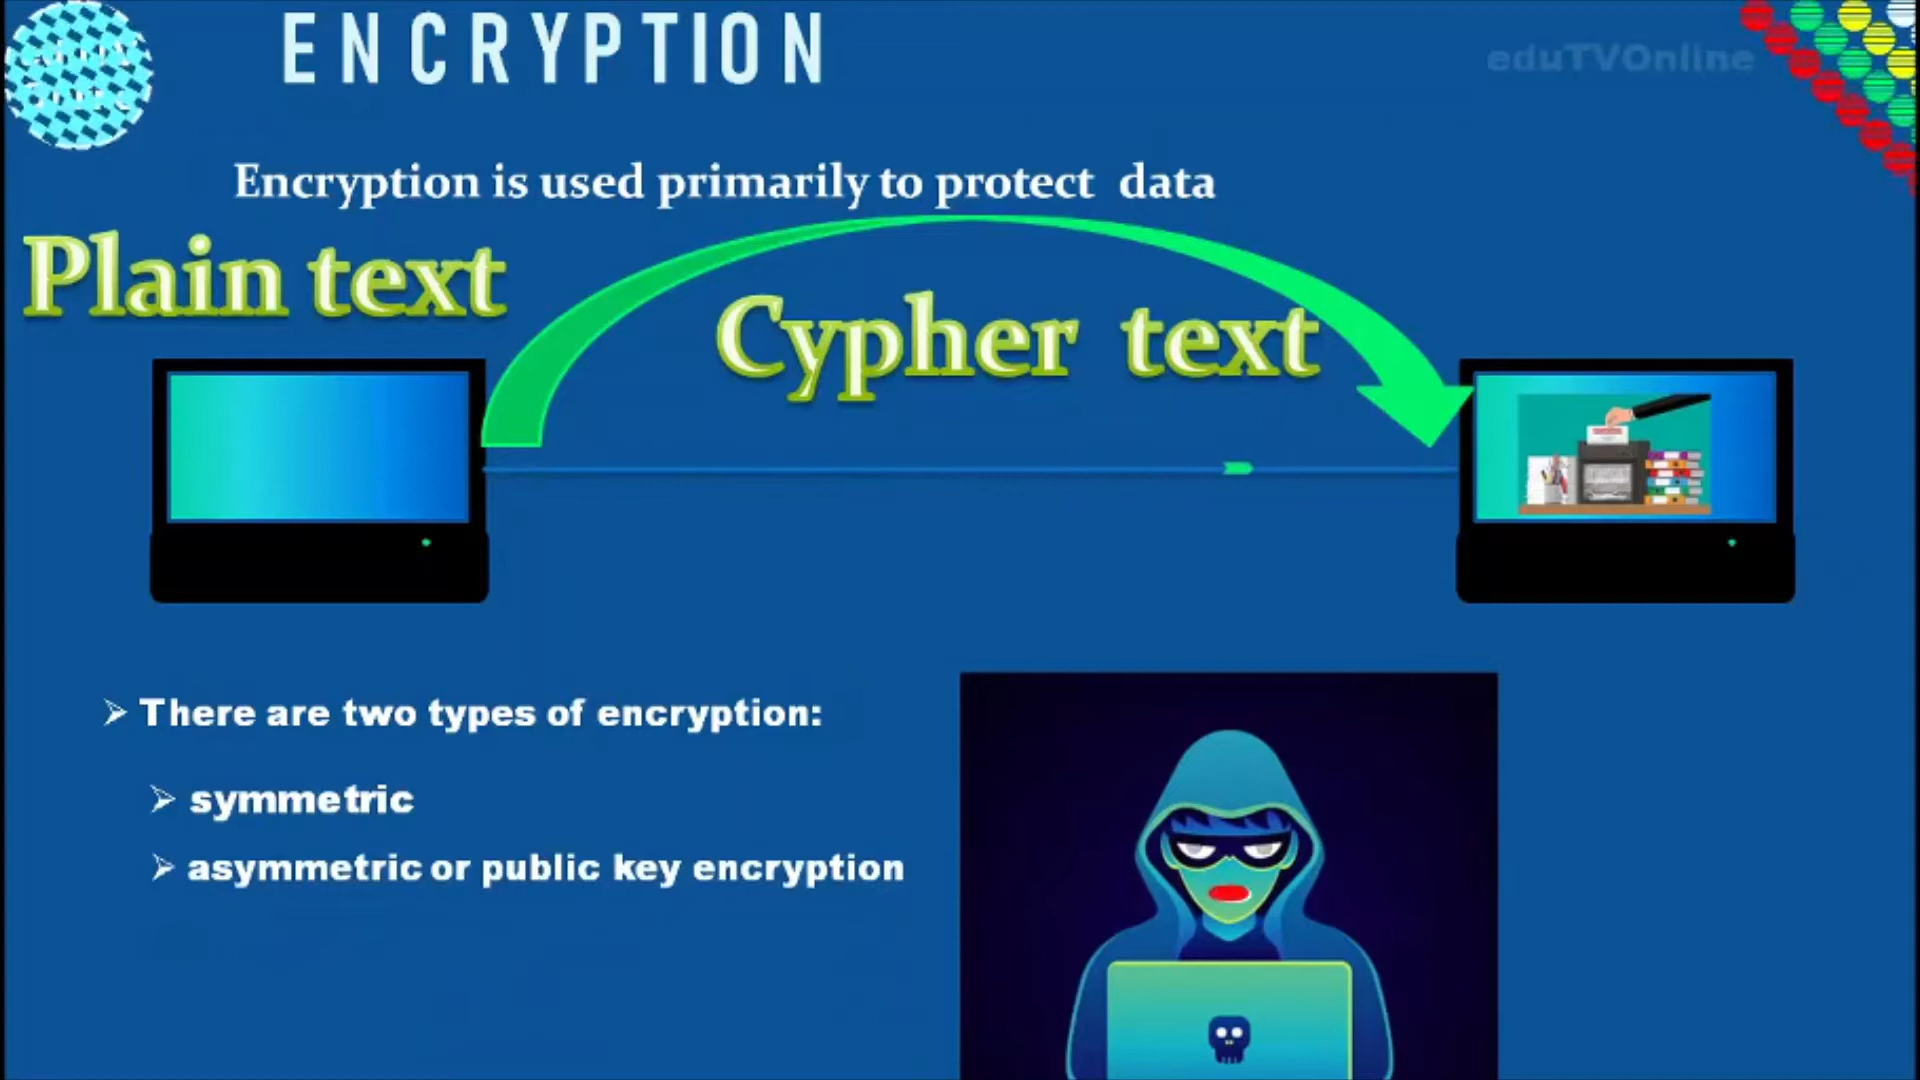 ENCRYPTION
eduTVOnline
Encryption is used primarily to protect data
Plain text
Cypher text
There are two types of encryption:
symmetric
asymmetric or public key encryption